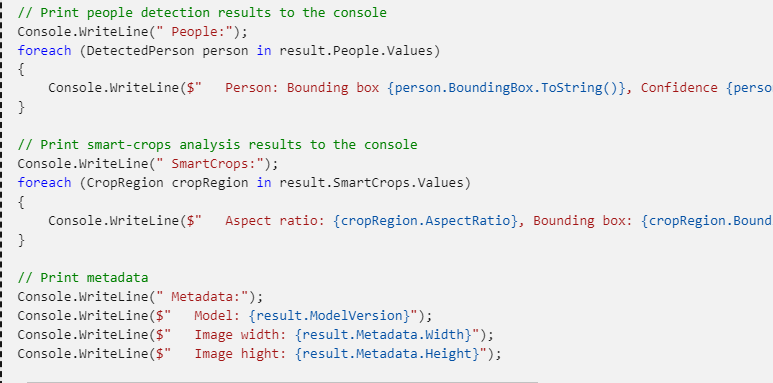 // Print people detection results to the console
Console.WriteLine(" People:");
foreach (DetectedPerson person in result.People.Values)
{
    Console.WriteLine($"   Person: Bounding box {person.BoundingBox.ToString()}, Confidence {perso
}
// Print smart-crops analysis results to the console
Console.WriteLine(" SmartCrops:");
foreach (CropRegion cropRegion in result.SmartCrops.Values)
{
    Console.WriteLine($"   Aspect ratio: {cropRegion.AspectRatio}, Bounding box: {cropRegion.Bound
}
// Print metadata
Console.WriteLine(" Metadata:");
Console.WriteLine($"   Model: {result.ModelVersion}");
Console.WriteLine($"   Image width: {result.Metadata.Width}");
Console.WriteLine($"   Image hight: {result.Metadata.Height}");